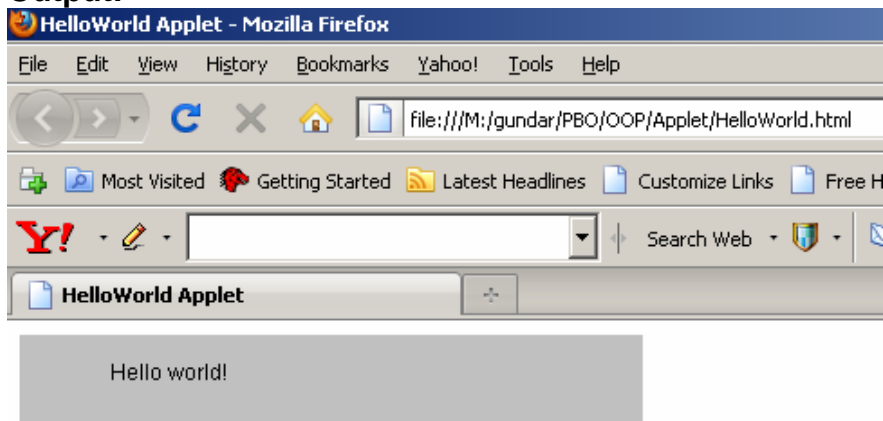 Output:
HelloWorld Applet - Mozilla Firefox
File Edit View History Bookmarks Yahoo! Tools Help
file:///M:/gundar/PBO/OOP/Applet/HelloWorld.html
Most Visited Getting Started Latest Headlines Customize Links Free H
Y! Search Web
HelloWorld Applet
Hello world!